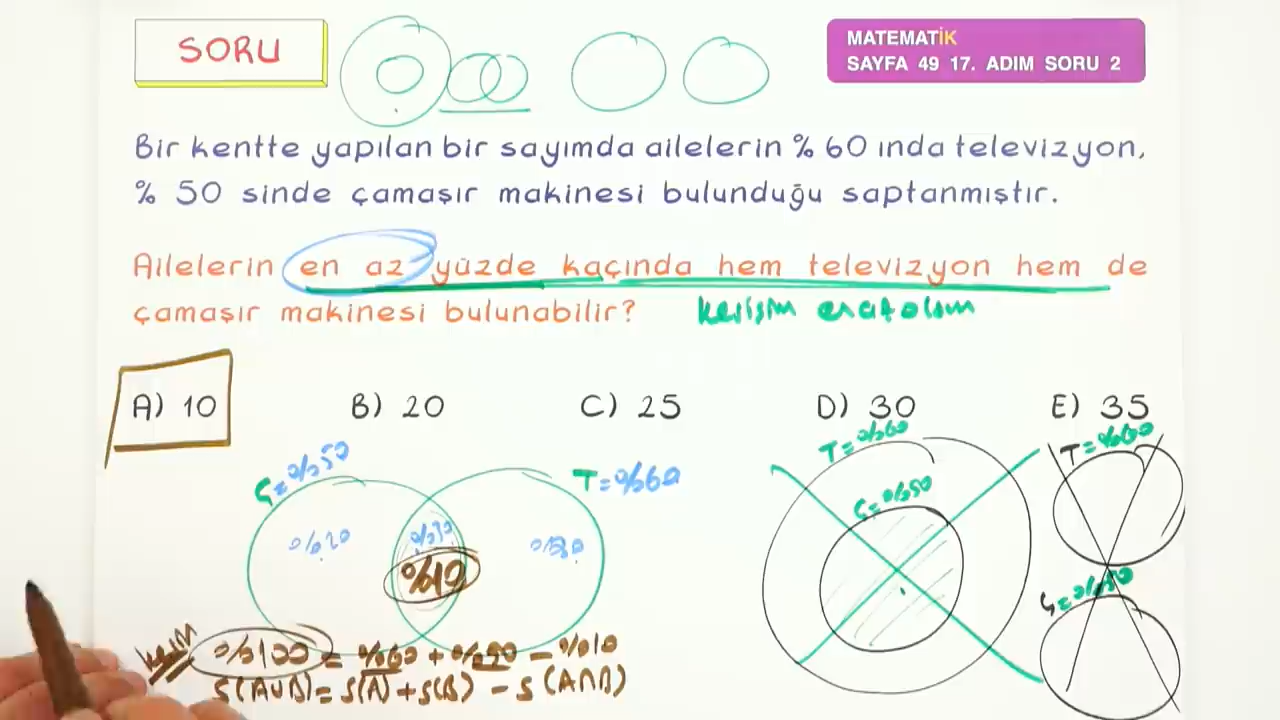 SORU
MATEMATİK
SAYFA 49 17. ADIM SORU 2
Bir kentte yapılan bir sayımda ailelerin % 60 ında televizyon,
% 50 sinde çamaşır makinesi bulunduğu saptanmıştır.
Ailelerin en az yüzde kaçında hem televizyon hem de
çamaşır makinesi bulunabilir?
kesişim en az olsun
A) 10 B) 20 C) 25 D) 30 E) 35
Ç=%50 T=%60 T=%60 T=%60
Ç=%50
%20 %30
%10
Ç=%50
%100 = %60 + %50 - %10
S(AUB)=S(A)+S(B) - S(A∩B)